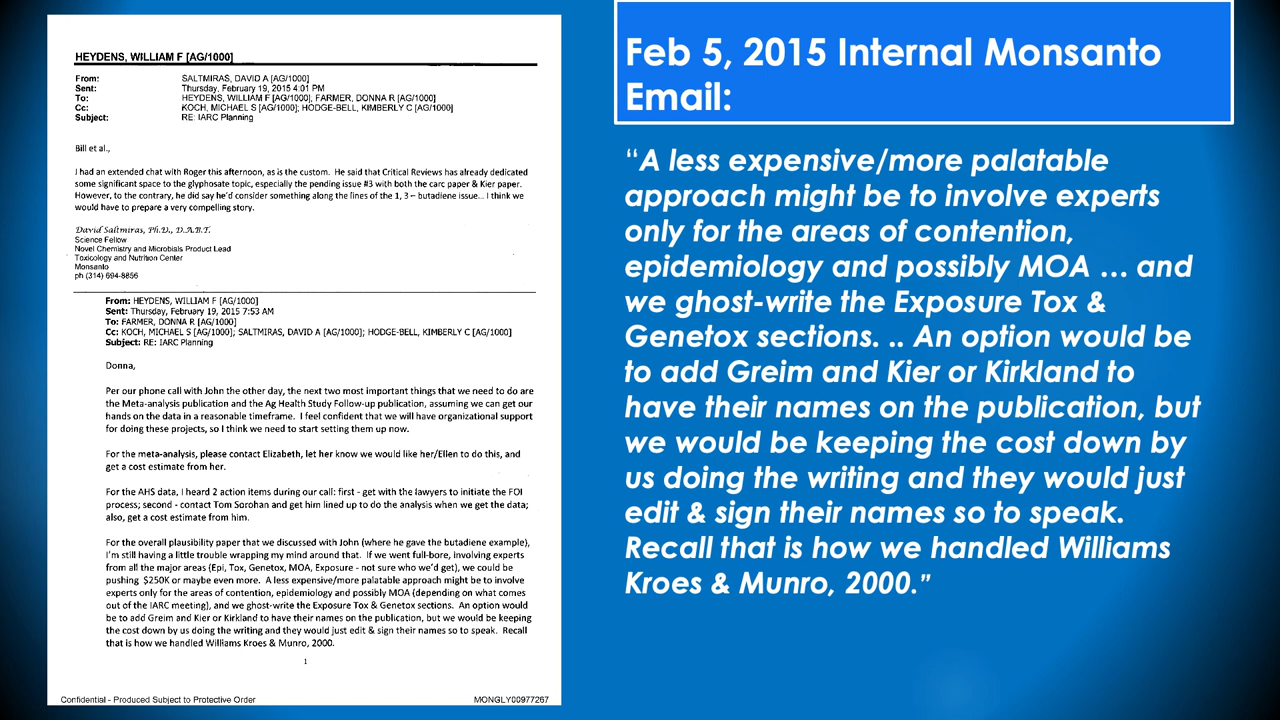 HEYDENS, WILLIAM F [AG/1000]
From: SALTMIRAS, DAVID A [AG/1000]
Sent: Thursday, February 19, 2015 4:01 PM
To: HEYDENS, WILLIAM F [AG/1000]; FARMER, DONNA R [AG/1000]
Cc: KOCH, MICHAEL S [AG/1000]; HODGE-BELL, KIMBERLY C [AG/1000]
Subject: RE: IARC Planning
Bill et al.,
I had an extended chat with Roger this afternoon, as is the custom. He said that Critical Reviews has already dedicated
some significant space to the glyphosate topic, especially the pending issue #3 with both the carc paper & Kier paper.
However, to the contrary, he did say he'd consider something along the lines of the 1, 3 – butadiene issue... I think we
would have to prepare a very compelling story.
David Saltmiras, Ph.D., D.A.B.T.
Science Fellow
Novel Chemistry and Microbials Product Lead
Toxicology and Nutrition Center
Monsanto
ph (314) 694-8856
From: HEYDENS, WILLIAM F [AG/1000]
Sent: Thursday, February 19, 2015 7:53 AM
To: FARMER, DONNA R [AG/1000]
Cc: KOCH, MICHAEL S [AG/1000]; SALTMIRAS, DAVID A [AG/1000]; HODGE-BELL, KIMBERLY C [AG/1000]
Subject: RE: IARC Planning
Donna,
Per our phone call with John the other day, the next two most important things that we need to do are
the Meta-analysis publication and the Ag Health Study Follow-up publication, assuming we can get our
hands on the data in a reasonable timeframe. I feel confident that we will have organizational support
for doing these projects, so I think we need to start setting them up now.
For the meta-analysis, please contact Elizabeth, let her know we would like her/Ellen to do this, and
get a cost estimate from her.
For the AHS data, I heard 2 action items during our call: first - get with the lawyers to initiate the FOI
process; second - contact Tom Sorohan and get him lined up to do the analysis when we get the data;
also, get a cost estimate from him.
For the overall plausibility paper that we discussed with John (where he gave the butadiene example),
I'm still having a little trouble wrapping my mind around that. If we went full-bore, involving experts
from all the major areas (Epi, Tox, Genetox, MOA, Exposure - not sure who we'd get), we could be
pushing $250K or maybe even more. A less expensive/more palatable approach might be to involve
experts only for the areas of contention, epidemiology and possibly MOA (depending on what comes
out of the IARC meeting), and we ghost-write the Exposure Tox & Genetox sections. An option would
be to add Greim and Kier or Kirkland to have their names on the publication, but we would be keeping
the cost down by us doing the writing and they would just edit & sign their names so to speak. Recall
that is how we handled Williams Kroes & Munro, 2000.
1
Confidential - Produced Subject to Protective Order MONGLY00977267
Feb 5, 2015 Internal Monsanto
Email:
“A less expensive/more palatable
approach might be to involve experts
only for the areas of contention,
epidemiology and possibly MOA ... and
we ghost-write the Exposure Tox &
Genetox sections. .. An option would be
to add Greim and Kier or Kirkland to
have their names on the publication, but
we would be keeping the cost down by
us doing the writing and they would just
edit & sign their names so to speak.
Recall that is how we handled Williams
Kroes & Munro, 2000.”